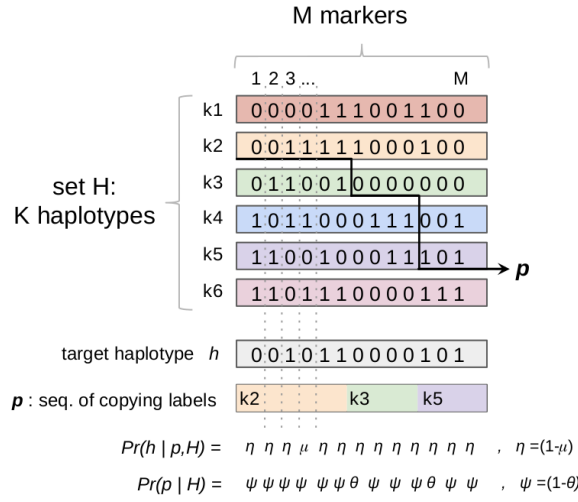 M markers
1 2 3 ... M
k1 0 0 0 0 1 1 1 0 0 1 1 0 0
k2 0 0 1 1 1 1 1 0 0 0 1 0 0
k3 0 1 1 0 0 1 0 0 0 0 0 0 0
set H:
K haplotypes
k4 1 0 1 1 0 0 0 1 1 1 0 0 1
k5 1 1 0 0 1 0 0 0 1 1 1 0 1
p
k6 1 1 0 1 1 1 0 0 0 0 1 1 1
target haplotype h 0 0 1 0 1 1 0 0 0 0 1 0 1
p : seq. of copying labels k2 k3 k5
Pr(h | p,H) = η η η μ η η η η η η η η η , η =(1-μ)
Pr(p | H) = ψ ψ ψ ψ ψ ψ θ ψ ψ ψ θ ψ ψ , ψ =(1-θ)